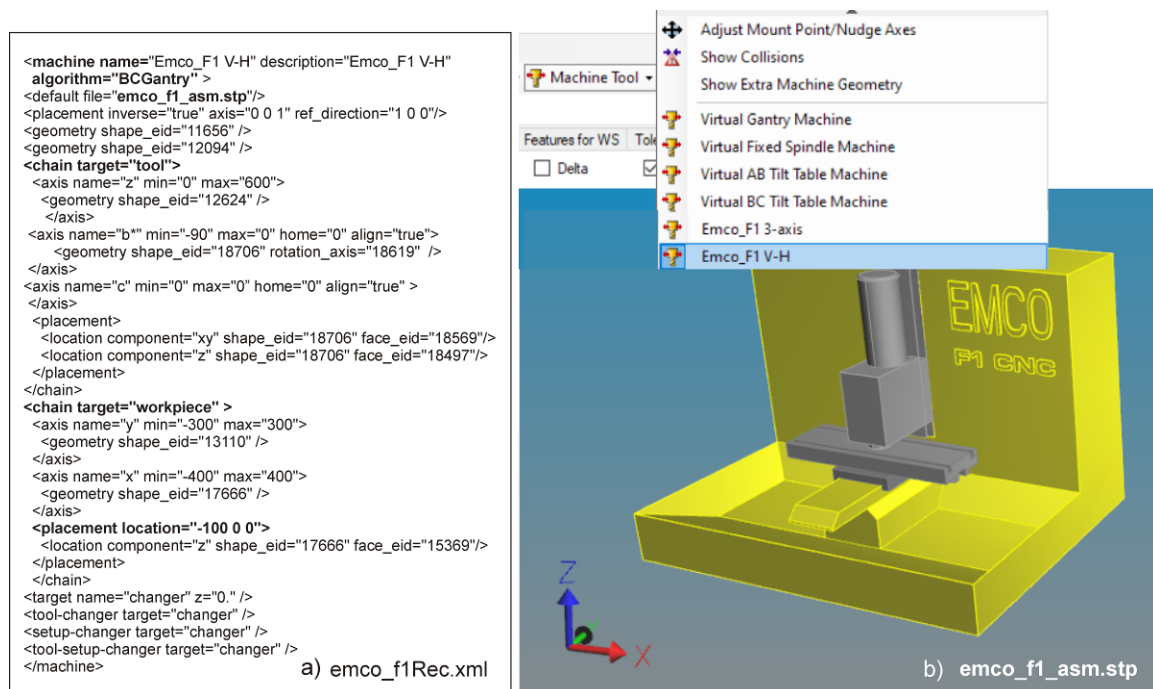 <machine name="Emco_F1 V-H" description="Emco_F1 V-H"
algorithm="BCGantry" >
<default file="emco_f1_asm.stp"/>
<placement inverse="true" axis="0 0 1" ref_direction="1 0 0"/>
<geometry shape_eid="11656" />
<geometry shape_eid="12094" />
<chain target="tool">
<axis name="z" min="0" max="600">
<geometry shape_eid="12624" />
</axis>
<axis name="b*" min="-90" max="0" home="0" align="true">
<geometry shape_eid="18706" rotation_axis="18619"  />
</axis>
<axis name="c" min="0" max="0" home="0" align="true" >
</axis>
<placement>
<location component="xy" shape_eid="18706" face_eid="18569"/>
<location component="z" shape_eid="18706" face_eid="18497"/>
</placement>
</chain>
<chain target="workpiece" >
<axis name="y" min="-300" max="300">
<geometry shape_eid="13110" />
</axis>
<axis name="x" min="-400" max="400">
<geometry shape_eid="17666" />
</axis>
<placement location="-100 0 0">
<location component="z" shape_eid="17666" face_eid="15369"/>
</placement>
</chain>
<target name="changer" z="0." />
<tool-changer target="changer" />
<setup-changer target="changer" />
<tool-setup-changer target="changer" />
</machine>
a) emco_f1Rec.xml
Machine Tool
Features for WS
Delta
Adjust Mount Point/Nudge Axes
Show Collisions
Show Extra Machine Geometry
Virtual Gantry Machine
Virtual Fixed Spindle Machine
Virtual AB Tilt Table Machine
Virtual BC Tilt Table Machine
Emco_F1 3-axis
Emco_F1 V-H
EMCO
F1 CNC
Z
X
b) emco_f1_asm.stp